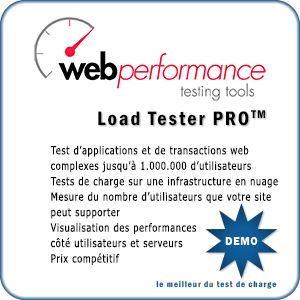 webperformance
testing tools
Load Tester PRO™
Test d'applications et de transactions web
complexes jusqu'à 1.000.000 d'utilisateurs
Tests de charge sur une infrastructure en nuage
Mesure du nombre d'utilisateurs que votre site
peut supporter
Visualisation des performances
côté utilisateurs et serveurs
Prix compétitif
DEMO
le meilleur du test de charge